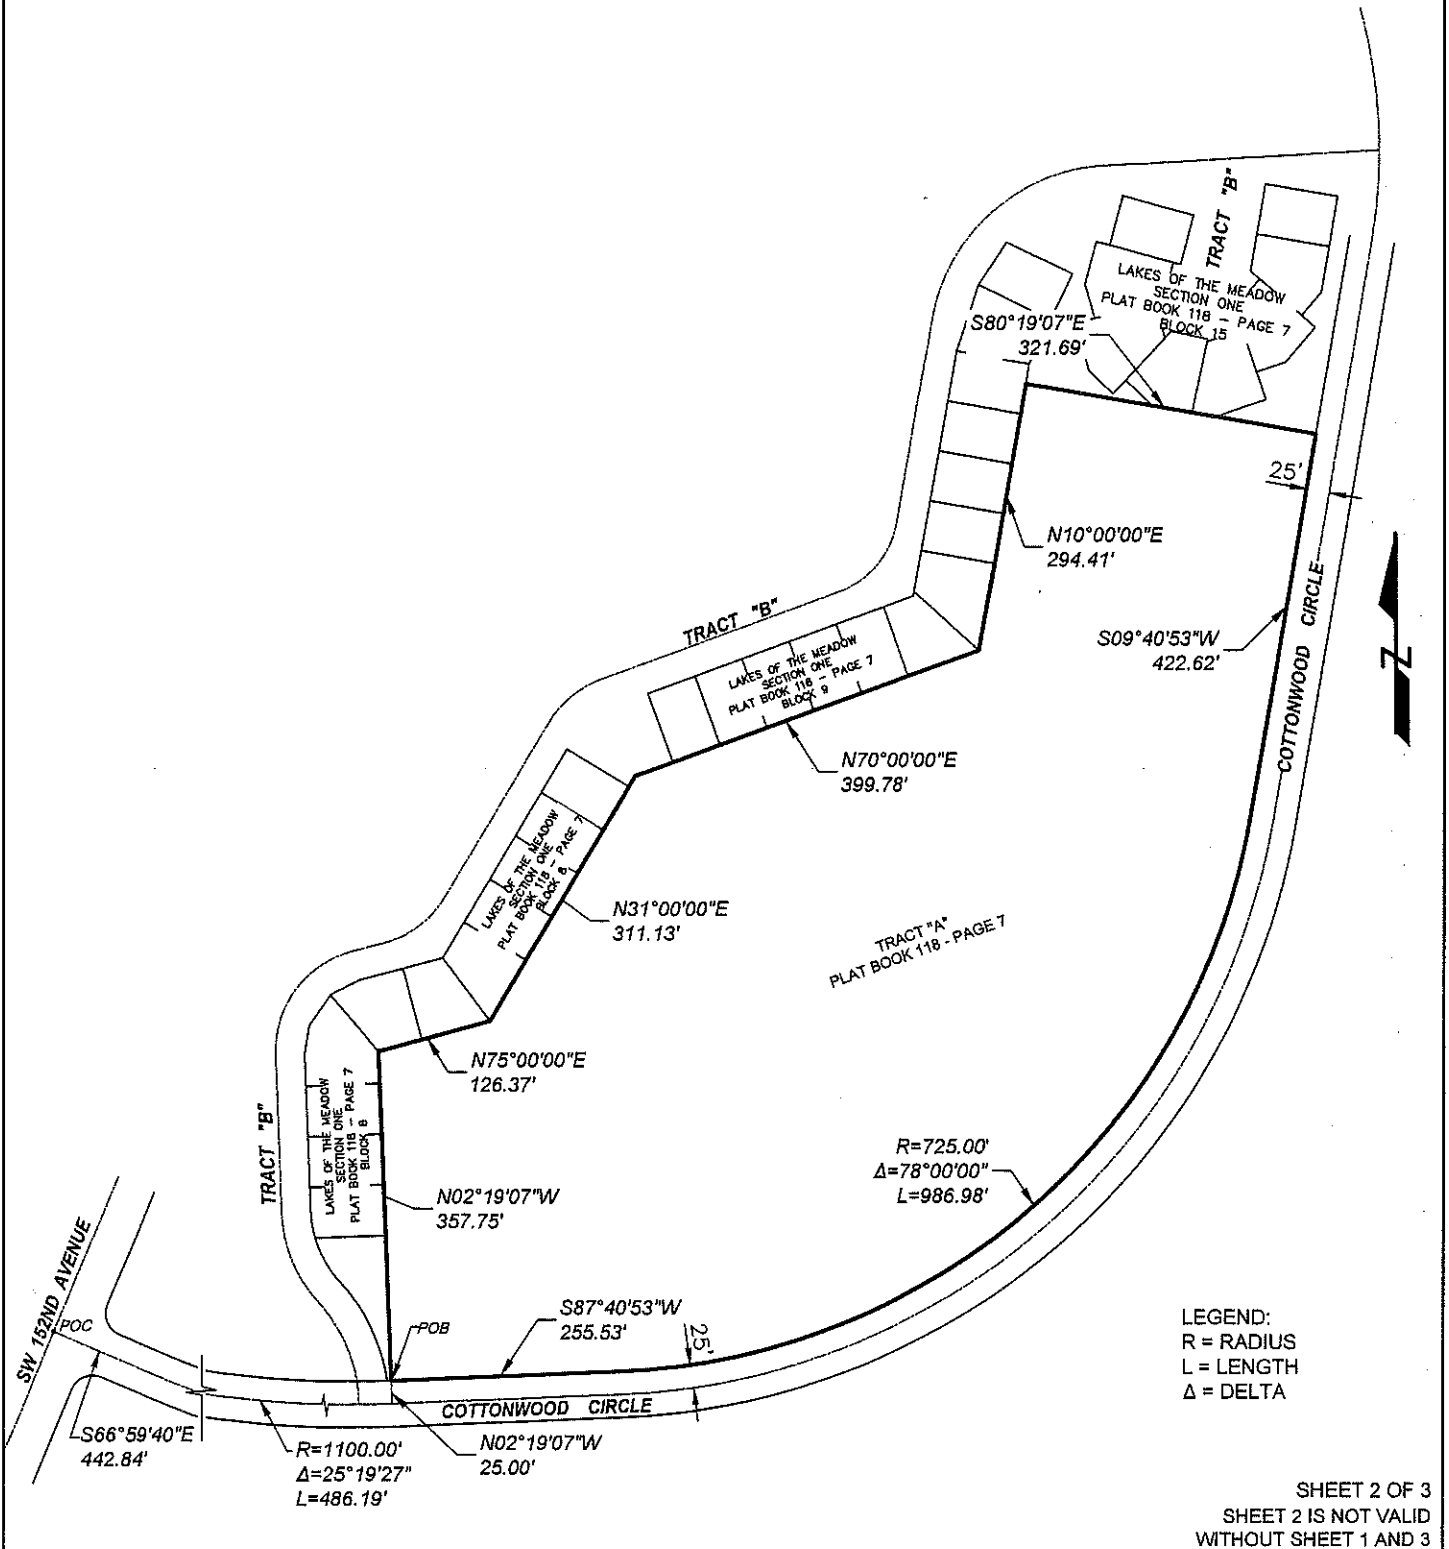 TRACT "B"
LAKES OF THE MEADOW
SECTION ONE
PLAT BOOK 118 – PAGE 7
BLOCK 15
S80°19'07"E
321.69'
25'
N10°00'00"E
294.41'
COTTONWOOD CIRCLE
S09°40'53"W
422.62'
Z
TRACT "B"
LAKES OF THE MEADOW
SECTION ONE
PLAT BOOK 118 – PAGE 7
BLOCK 9
N70°00'00"E
399.78'
LAKES OF THE MEADOW
SECTION ONE
PLAT BOOK 118 – PAGE 7
BLOCK 8
N31°00'00"E
311.13'
TRACT "A"
PLAT BOOK 118 - PAGE 7
N75°00'00"E
126.37'
TRACT "B"
LAKES OF THE MEADOW
SECTION ONE
PLAT BOOK 118 – PAGE 7
BLOCK 8
N02°19'07"W
357.75'
R=725.00'
Δ=78°00'00"
L=986.98'
SW 152ND AVENUE
POC
POB
S87°40'53"W
255.53'
25'
COTTONWOOD CIRCLE
S66°59'40"E
442.84'
R=1100.00'
Δ=25°19'27"
L=486.19'
N02°19'07"W
25.00'
LEGEND:
R = RADIUS
L = LENGTH
Δ = DELTA
SHEET 2 OF 3
SHEET 2 IS NOT VALID
WITHOUT SHEET 1 AND 3